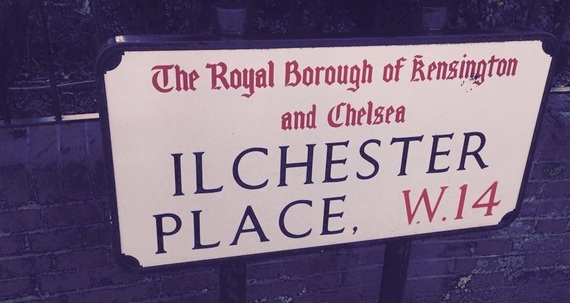 The Royal Borough of Kensington
and Chelsea
ILCHESTER
PLACE, W.14